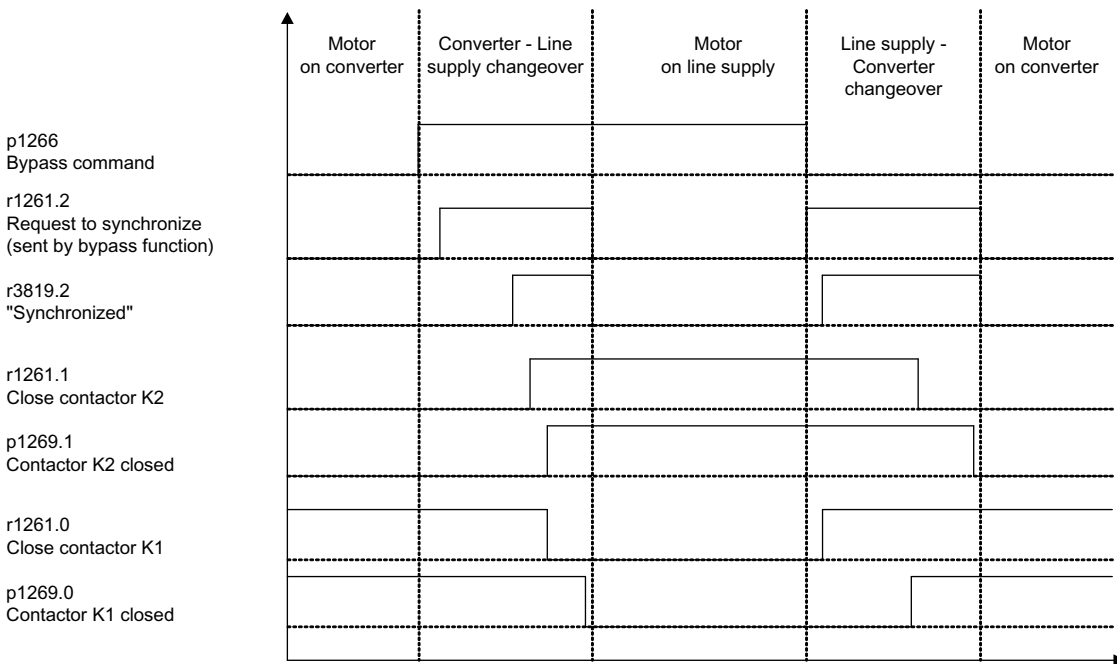 Motor
on converter
Converter - Line
supply changeover
Motor
on line supply
Line supply -
Converter
changeover
Motor
on converter
p1266
Bypass command
r1261.2
Request to synchronize
(sent by bypass function)
r3819.2
"Synchronized"
r1261.1
Close contactor K2
p1269.1
Contactor K2 closed
r1261.0
Close contactor K1
p1269.0
Contactor K1 closed